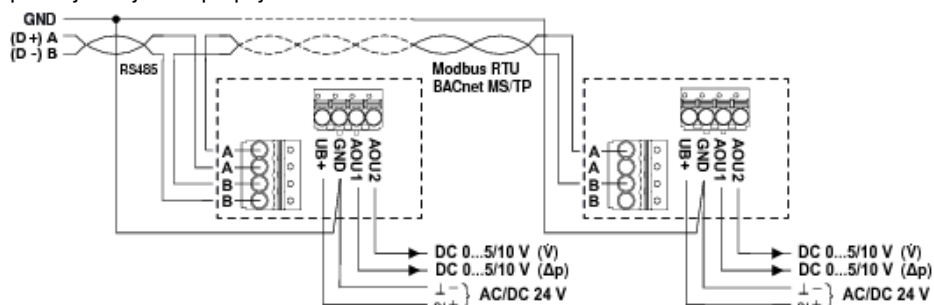 GND
(D+) A
(D-) B
RS485
Modbus RTU
BACnet MS/TP
A
A
B
B
UB+
GND
AOU1
AOU2
DC 0...5/10 V (V̇)
DC 0...5/10 V (Δp)
⊥ -
AC/DC 24 V
A
A
B
B
UB+
GND
AOU1
AOU2
DC 0...5/10 V (V̇)
DC 0...5/10 V (Δp)
⊥ -
AC/DC 24 V